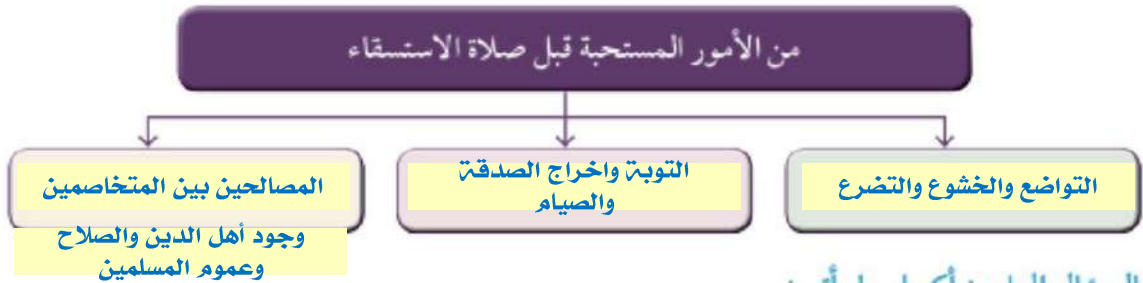 من الأمور المستحبة قبل صلاة الاستسقاء
التواضع والخشوع والتضرع
التوبة واخراج الصدقة
والصيام
المصالحين بين المتخاصمين
وجود أهل الدين والصلاح
وعموم المسلمين